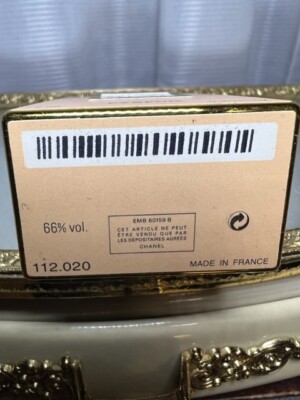 66% vol.
EMB 60159 B
CET ARTICLE NE PEUT
ÊTRE VENDU QUE PAR
LES DÉPOSITAIRES AGRÉÉS
CHANEL
112.020
MADE IN FRANCE